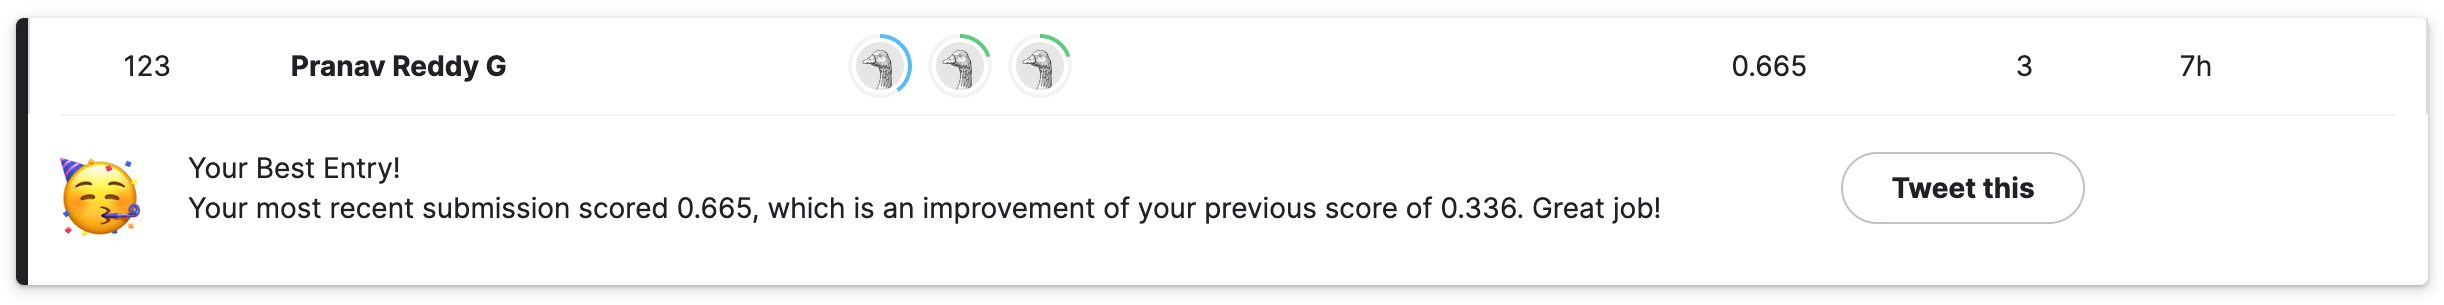 123 Pranav Reddy G 0.665 3 7h
Your Best Entry!
Your most recent submission scored 0.665, which is an improvement of your previous score of 0.336. Great job!
Tweet this